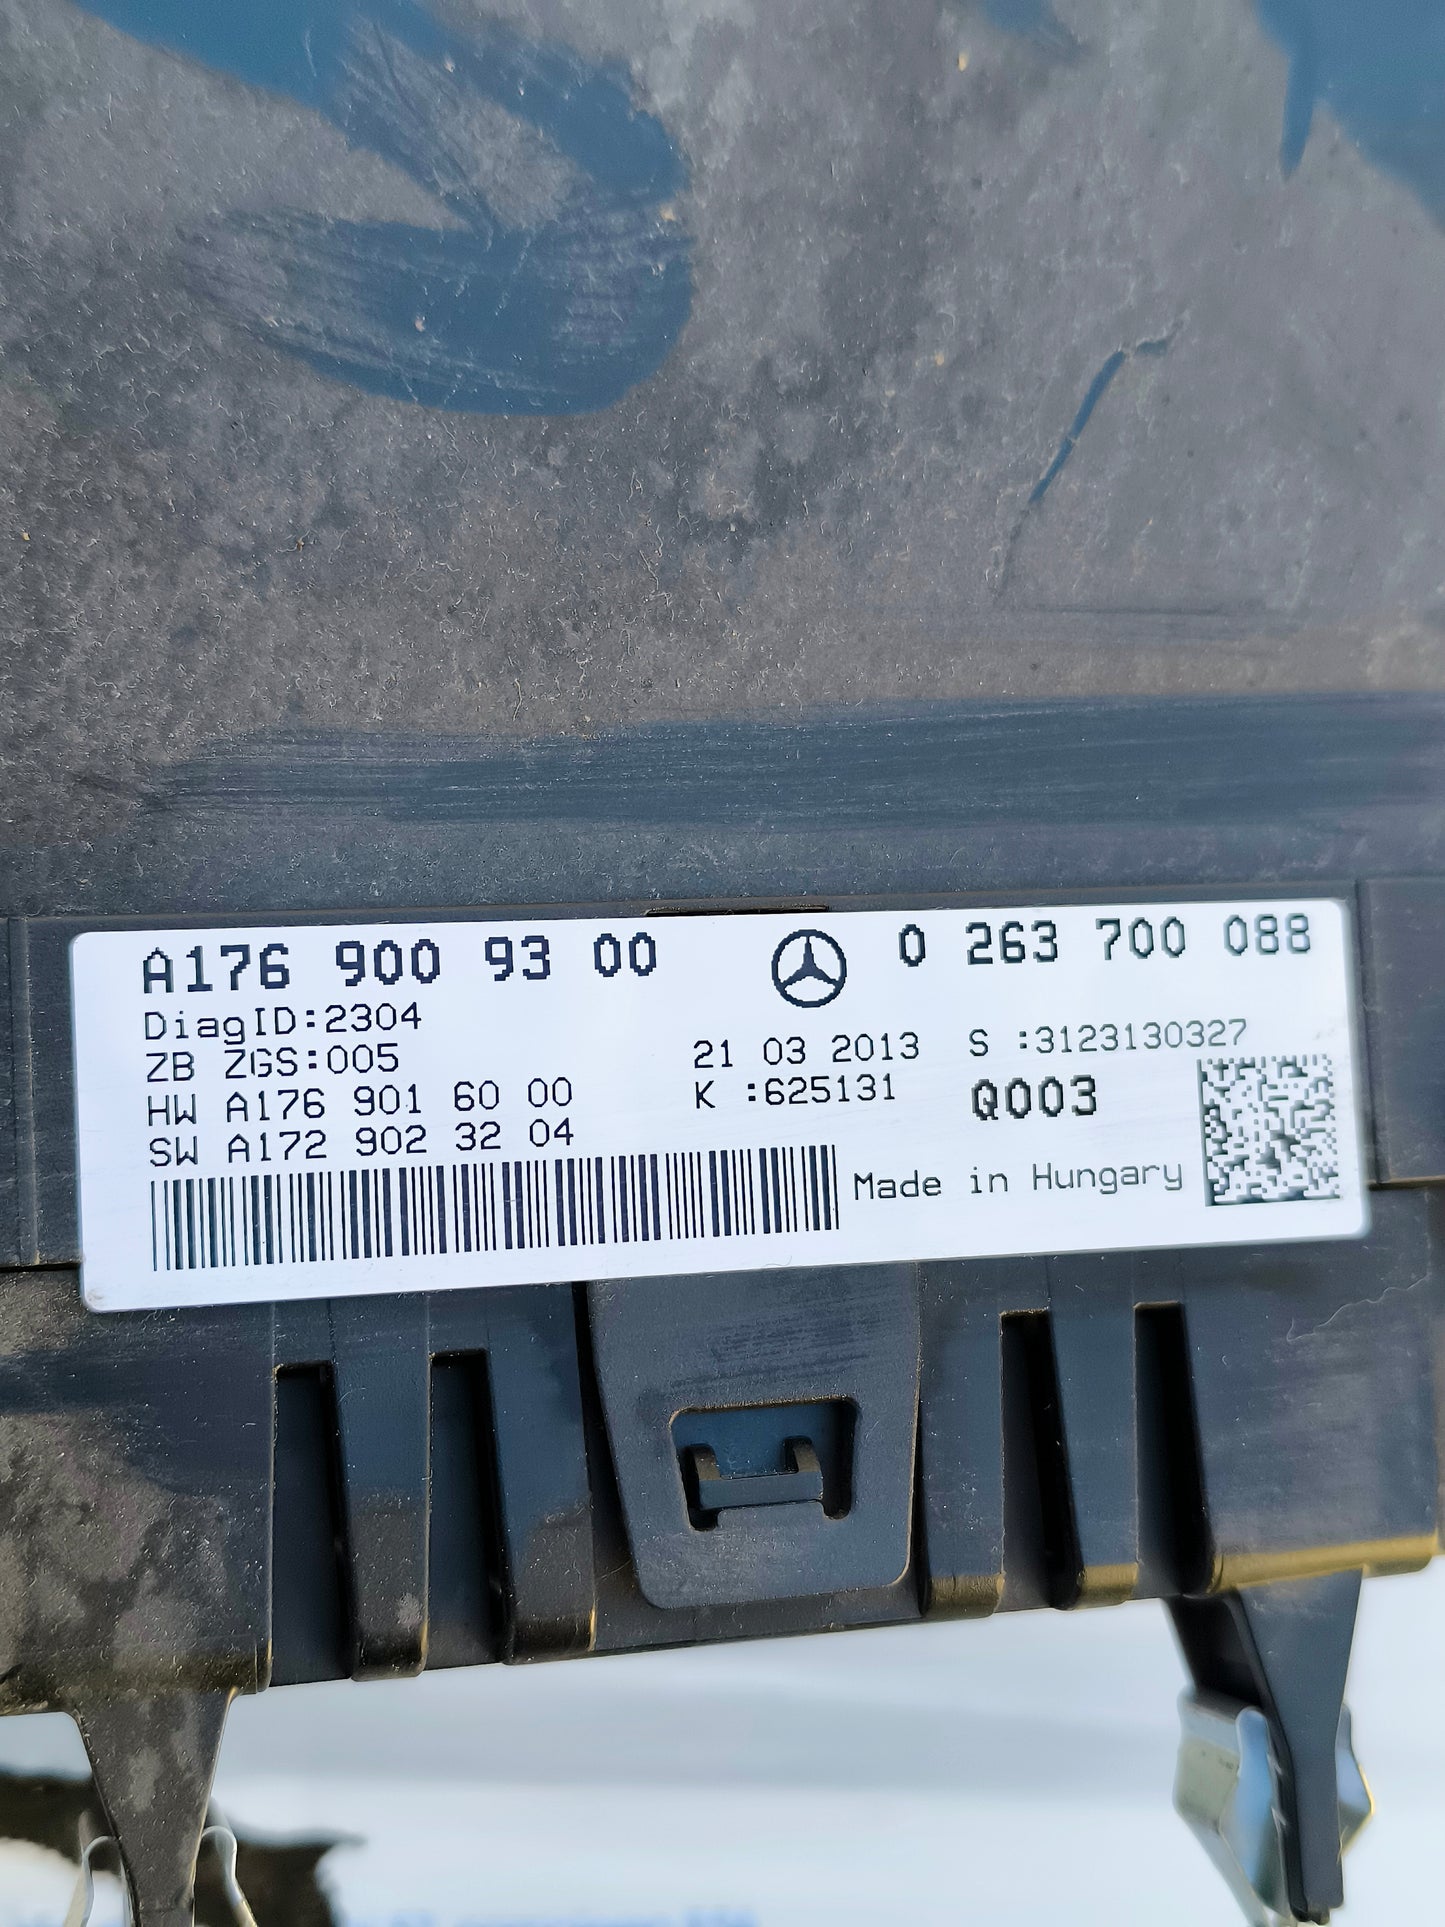 A176 900 93 00
0 263 700 088
DiagID:2304
ZB ZGS:005
21 03 2013 S :3123130327
HW A176 901 60 00
K :625131 Q003
SW A172 902 32 04
Made in Hungary